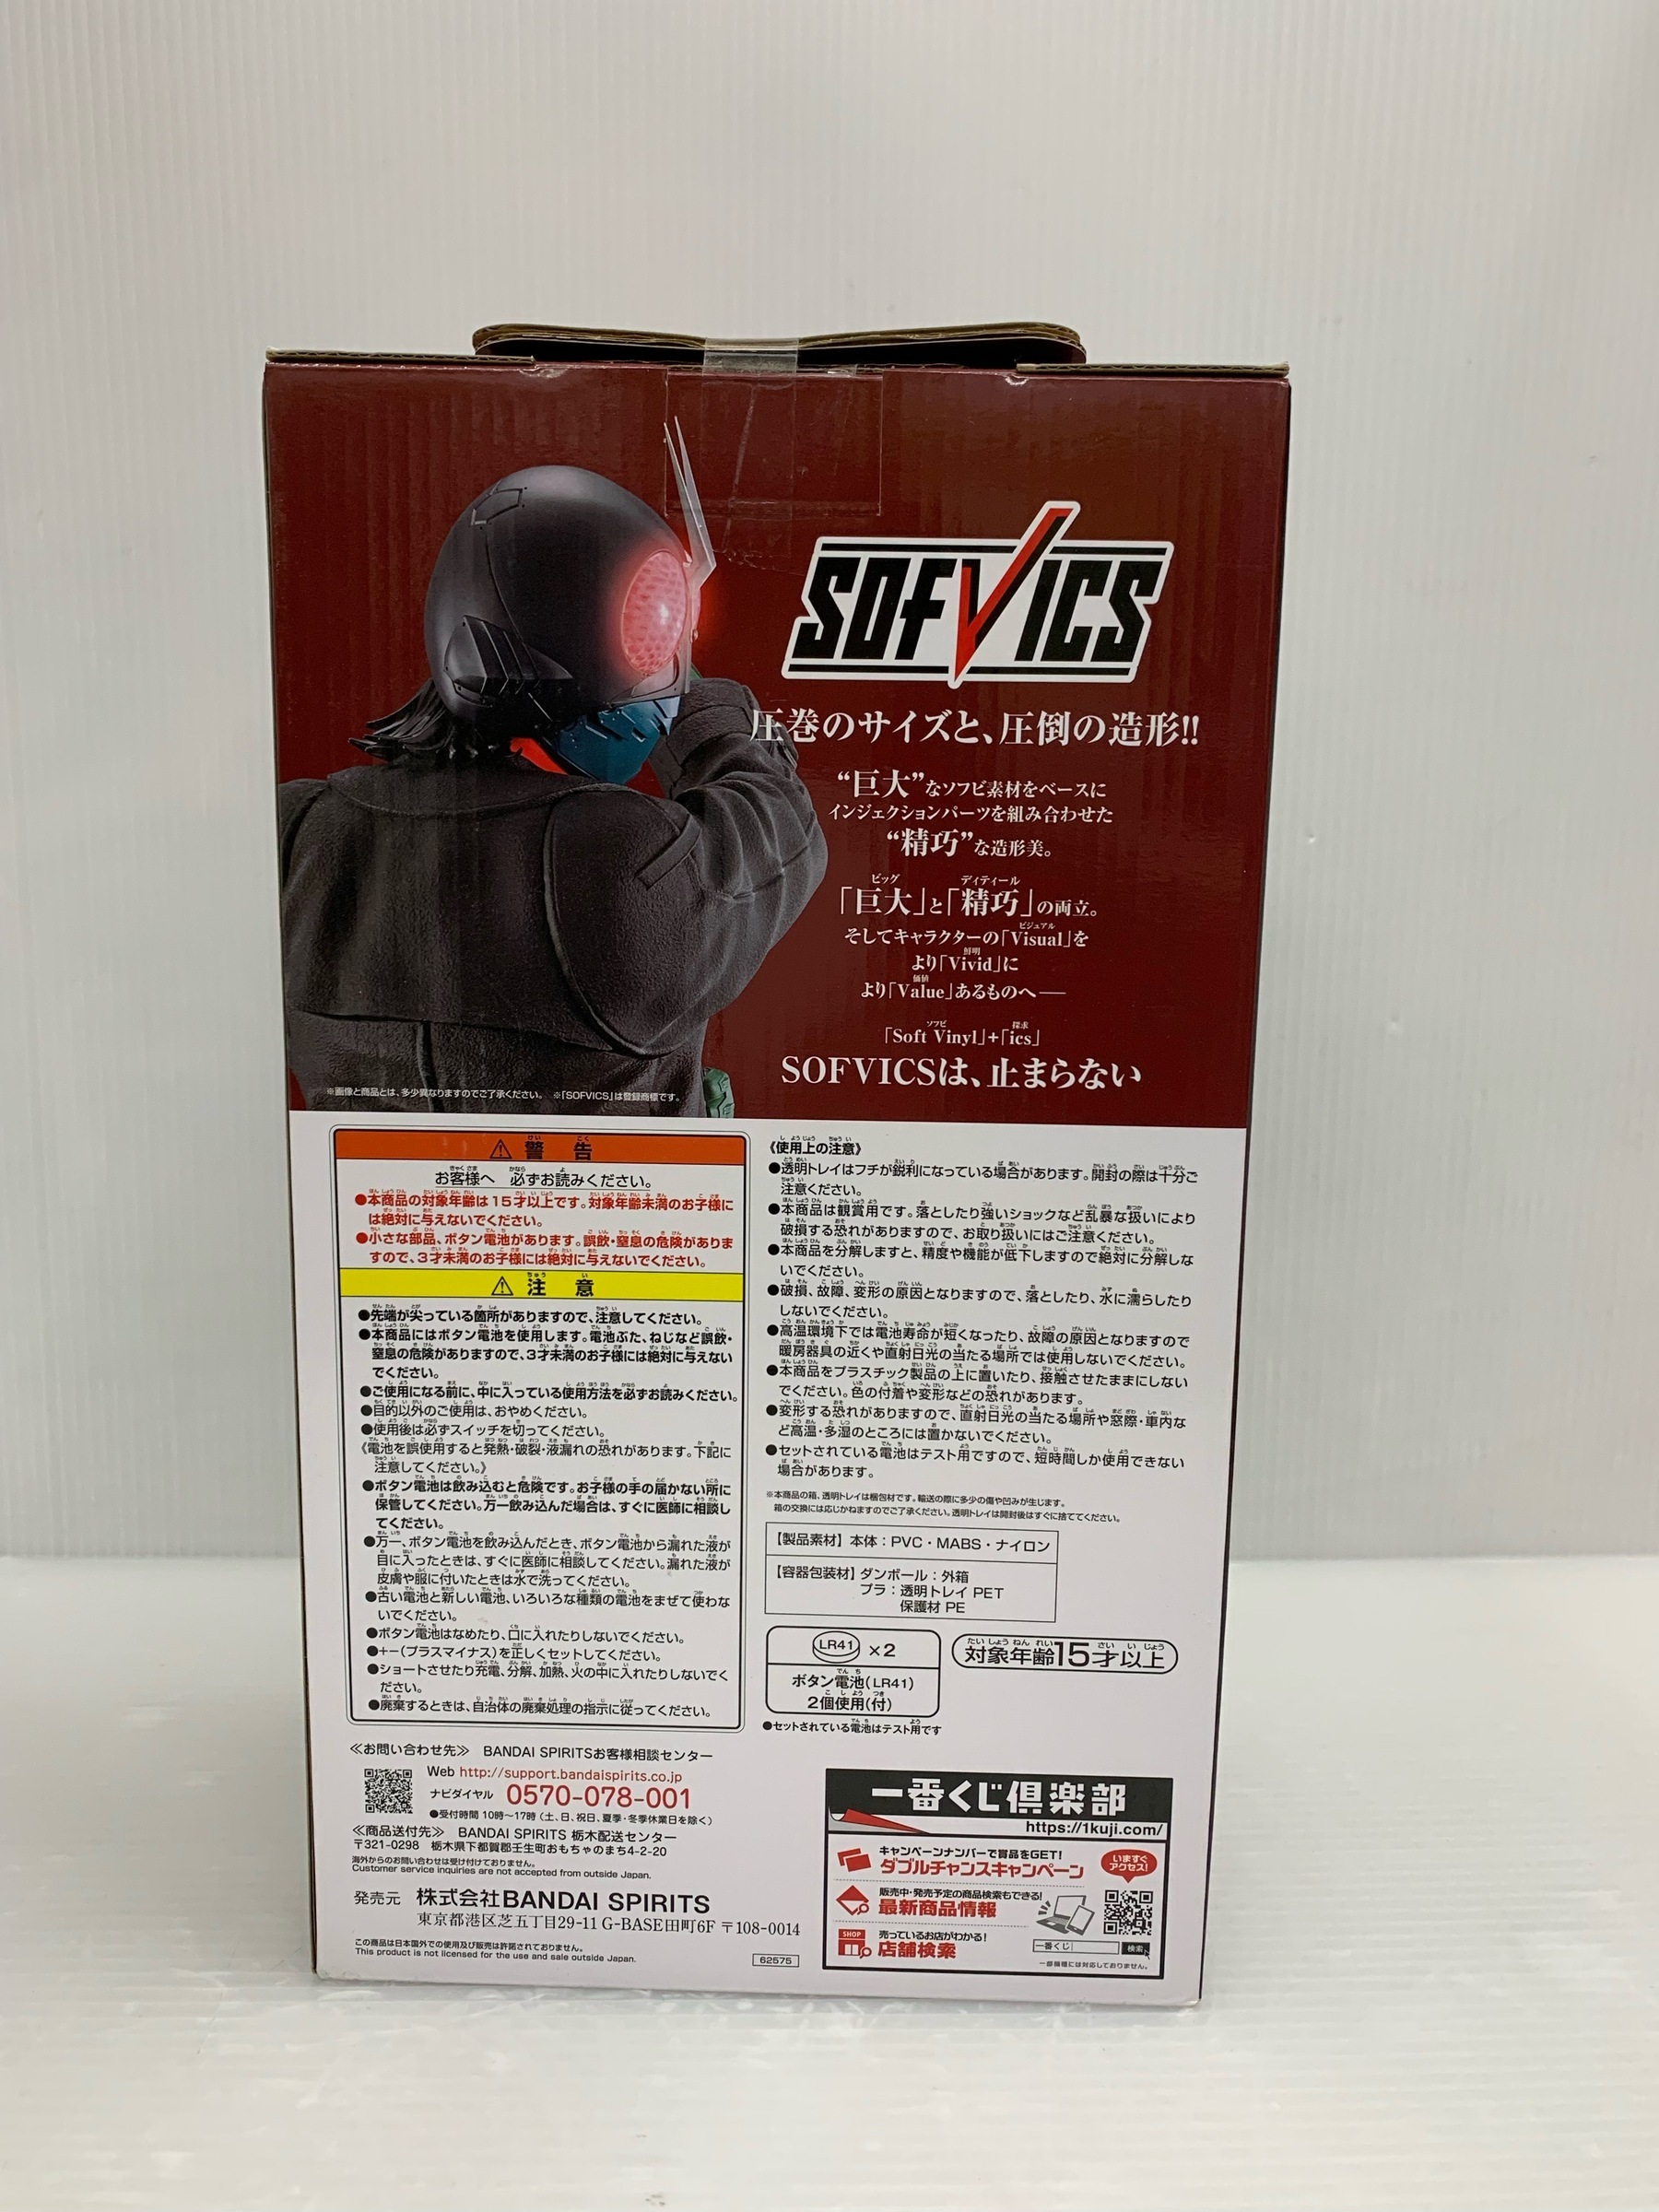 SOFVICS
圧巻のサイズと、圧倒の造形!!
“巨大”なソフビ素材をベースに
インジェクションパーツを組み合わせた
“精巧”な造形美。
ビッグ ディティール
「巨大」と「精巧」の両立。
ビジュアル
そしてキャラクターの「Visual」を
鮮明
より「Vivid」に
価値
より「Value」あるものへ──
ソフビ 探求
「Soft Vinyl」+「ics」
SOFVICSは、止まらない
※画像と商品とは、多少異なりますのでご了承ください。 ※「SOFVICS」は登録商標です。
警告
お客様へ 必ずお読みください。
●本商品の対象年齢は15才以上です。対象年齢未満のお子様に
は絶対に与えないでください。
●小さな部品、ボタン電池があります。誤飲・窒息の危険がありま
すので、3才未満のお子様には絶対に与えないでください。
注意
●先端が尖っている箇所がありますので、注意してください。
●本商品にはボタン電池を使用します。電池ぶた、ねじなど誤飲・
窒息の危険がありますので、3才未満のお子様には絶対に与えない
でください。
●ご使用になる前に、中に入っている使用方法を必ずお読みください。
●目的以外のご使用は、おやめください。
●使用後は必ずスイッチを切ってください。
《電池を誤使用すると発熱・破裂・液漏れの恐れがあります。下記に
注意してください。》
●ボタン電池は飲み込むと危険です。お子様の手の届かない所に
保管してください。万一飲み込んだ場合は、すぐに医師に相談し
てください。
●万一、ボタン電池を飲み込んだとき、ボタン電池から漏れた液が
目に入ったときは、すぐに医師に相談してください。漏れた液が
皮膚や服に付いたときは水で洗ってください。
●古い電池と新しい電池、いろいろな種類の電池をまぜて使わな
いでください。
●ボタン電池はなめたり、口に入れたりしないでください。
●+−(プラスマイナス)を正しくセットしてください。
●ショートさせたり充電、分解、加熱、火の中に入れたりしないでく
ださい。
●廃棄するときは、自治体の廃棄処理の指示に従ってください。
《使用上の注意》
●透明トレイはフチが鋭利になっている場合があります。開封の際は十分ご
注意ください。
●本商品は観賞用です。落としたり強いショックなど乱暴な扱いにより
破損する恐れがありますので、お取り扱いにはご注意ください。
●本商品を分解しますと、精度や機能が低下しますので絶対に分解しな
いでください。
●破損、故障、変形の原因となりますので、落としたり、水に濡らしたり
しないでください。
●高温環境下では電池寿命が短くなったり、故障の原因となりますので
暖房器具の近くや直射日光の当たる場所では使用しないでください。
●本商品をプラスチック製品の上に置いたり、接触させたままにしない
でください。色の付着や変形などの恐れがあります。
●変形する恐れがありますので、直射日光の当たる場所や窓際・車内な
ど高温・多湿のところには置かないでください。
●セットされている電池はテスト用ですので、短時間しか使用できない
場合があります。
※本商品の箱、透明トレイは梱包材です。輸送の際に多少の傷や凹みが生じます。
箱の交換には応じかねますのでご了承ください。透明トレイは開封後はすぐに捨ててください。
【製品素材】本体：PVC・MABS・ナイロン
【容器包装材】ダンボール：外箱
プラ：透明トレイ PET
保護材 PE
LR41 ×2
ボタン電池(LR41)
2個使用(付)
対象年齢15才以上
●セットされている電池はテスト用です
≪お問い合わせ先≫ BANDAI SPIRITSお客様相談センター
Web http://support.bandaispirits.co.jp
ナビダイヤル 0570-078-001
●受付時間 10時〜17時(土、日、祝日、夏季・冬季休業日を除く)
≪商品送付先≫ BANDAI SPIRITS 栃木配送センター
〒321-0298 栃木県下都賀郡壬生町おもちゃのまち4-2-20
海外からのお問い合わせは受け付けておりません。
Customer service inquiries are not accepted from outside Japan.
発売元 株式会社BANDAI SPIRITS
東京都港区芝五丁目29-11 G-BASE田町6F 〒108-0014
この商品は日本国外での使用及び販売は許諾されておりません。
This product is not licensed for the use and sale outside Japan.
62575
一番くじ倶楽部
https://1kuji.com/
キャンペーンナンバーで賞品をGET!
ダブルチャンスキャンペーン
いますぐ
アクセス!
販売中・発売予定の商品検索もできる!
最新商品情報
SHOP
売っているお店がわかる!
店舗検索
一番くじ 検索
一部機種には対応しておりません。